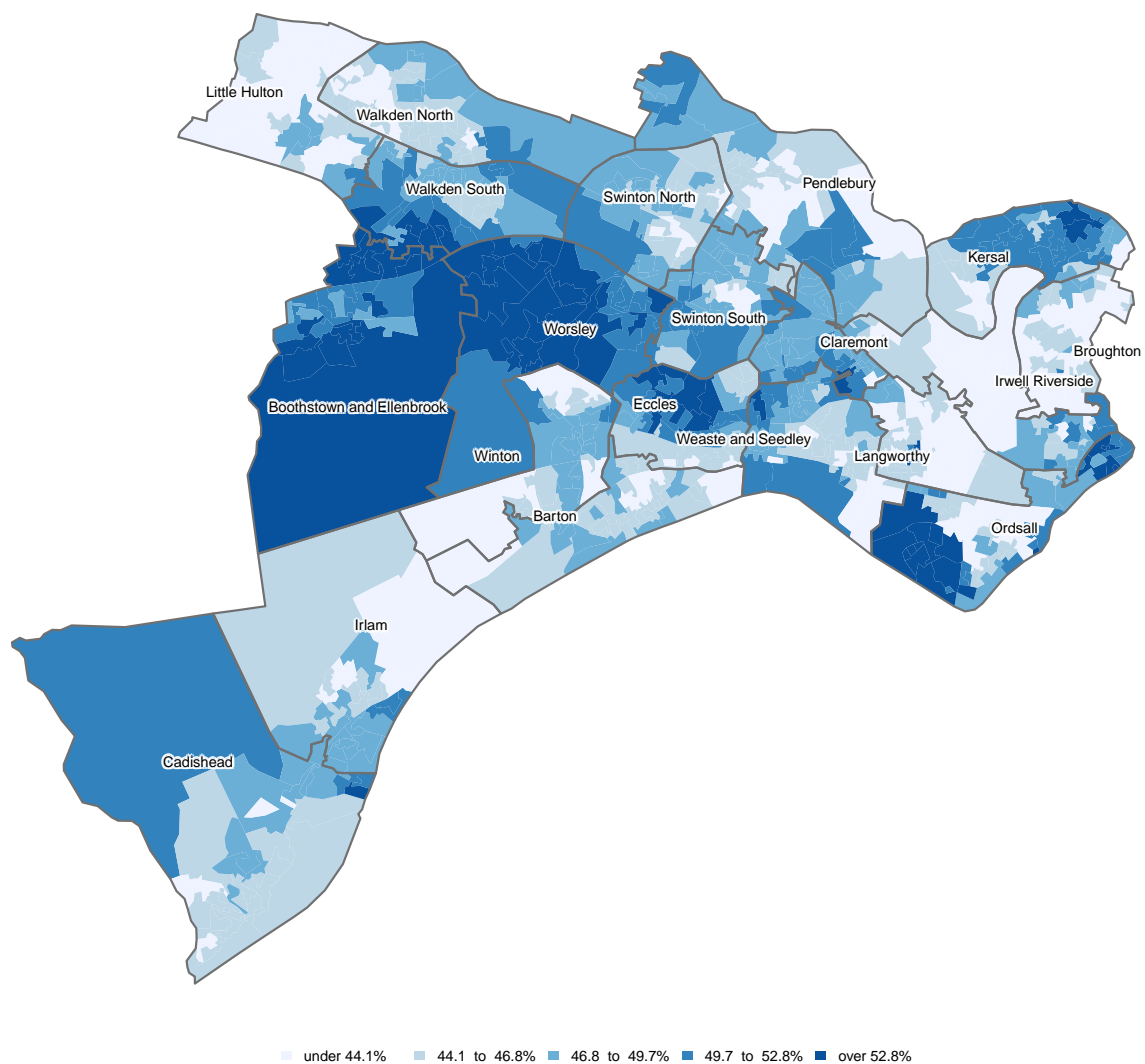 Little Hulton
Walkden North
Walkden South
Swinton North
Pendlebury
Kersal
Worsley
Swinton South
Claremont
Broughton
Irwell Riverside
Boothstown and Ellenbrook
Eccles
Weaste and Seedley
Winton
Langworthy
Barton
Ordsall
Irlam
Cadishead
under 44.1% 44.1 to 46.8% 46.8 to 49.7% 49.7 to 52.8% over 52.8%